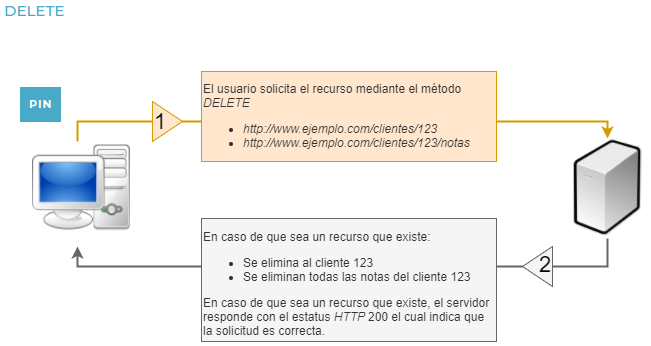 DELETE
PIN
1
El usuario solicita el recurso mediante el método
DELETE
• http://www.ejemplo.com/clientes/123
• http://www.ejemplo.com/clientes/123/notas
En caso de que sea un recurso que existe:
• Se elimina al cliente 123
• Se eliminan todas las notas del cliente 123
2
En caso de que sea un recurso que existe, el servidor
responde con el estatus HTTP 200 el cual indica que
la solicitud es correcta.